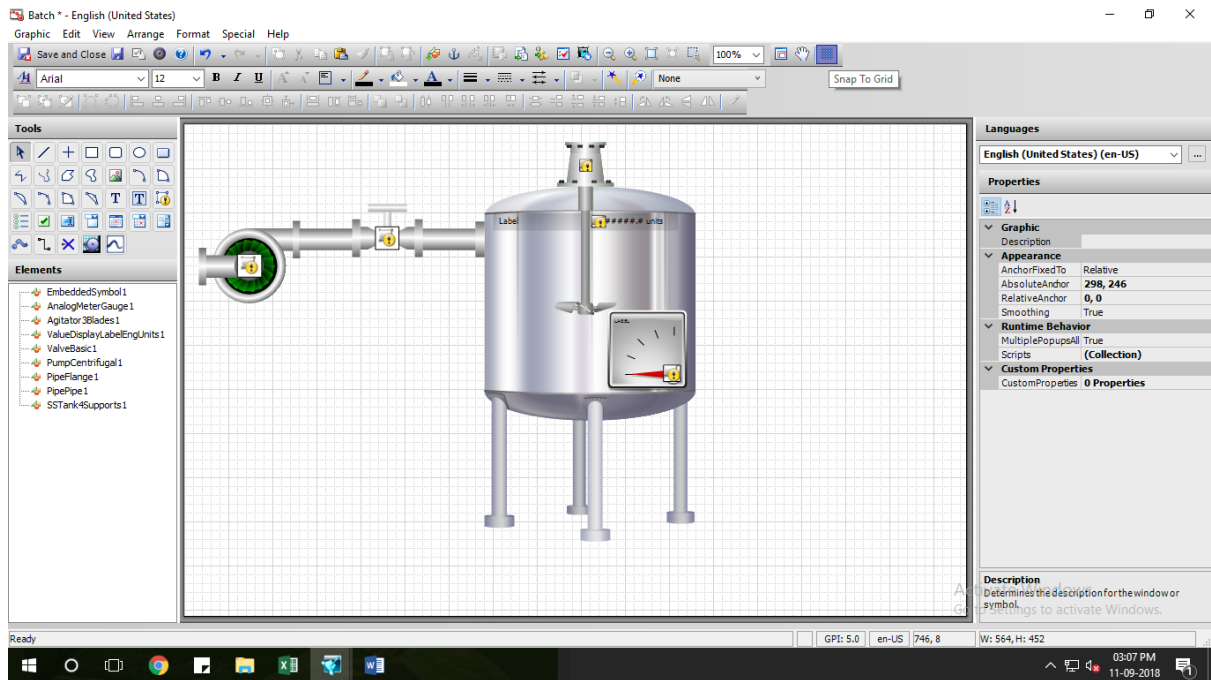 Batch * - English (United States)
Graphic Edit View Arrange Format Special Help
Save and Close 100%
Arial 12 B I U A None
Snap To Grid
Tools
Languages
English (United States) (en-US) ...
Properties
Graphic
Description
Appearance
AnchorFixedTo Relative
AbsoluteAnchor 298, 246
RelativeAnchor 0, 0
Smoothing True
Runtime Behavior
MultiplePopupsAll True
Scripts (Collection)
Custom Properties
CustomProperties 0 Properties
Elements
EmbeddedSymbol1
AnalogMeterGauge1
Agitator3Blades1
ValueDisplayLabelEngUnits1
ValveBasic1
PumpCentrifugal1
PipeFlange1
PipePipe1
SSTank4Supports1
Label #####.# units
LABEL
Description
Determines the description for the window or
symbol.
Activate Windows
Go to Settings to activate Windows.
Ready GPI: 5.0 en-US 746, 8 W: 564, H: 452
03:07 PM
11-09-2018